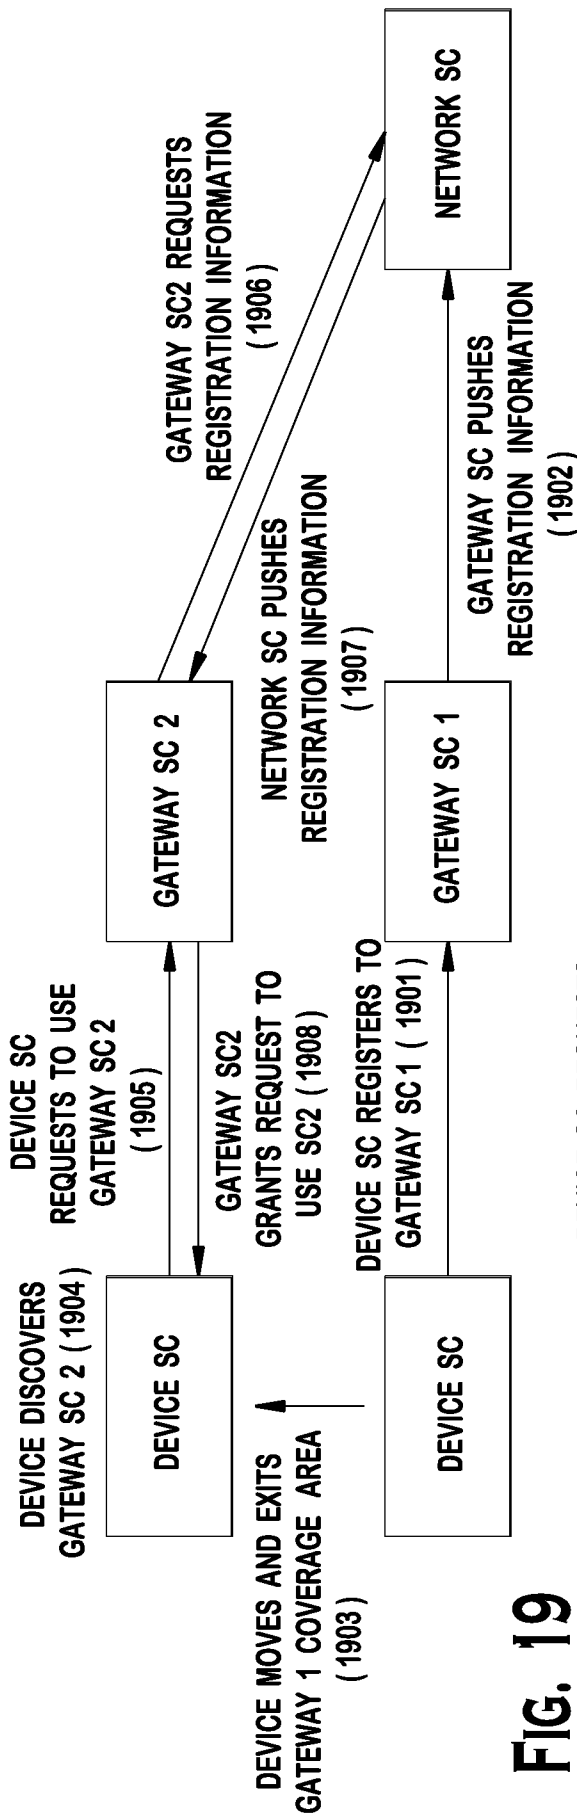 DEVICE DISCOVERS
GATEWAY SC 2 (1904)
DEVICE SC
DEVICE SC
REQUESTS TO USE
GATEWAY SC2
(1905)
GATEWAY SC2
GRANTS REQUEST TO
USE SC2 (1908)
GATEWAY SC 2
GATEWAY SC2 REQUESTS
REGISTRATION INFORMATION
(1906)
NETWORK SC PUSHES
REGISTRATION INFORMATION
(1907)
NETWORK SC
DEVICE MOVES AND EXITS
GATEWAY 1 COVERAGE AREA
(1903)
DEVICE SC
DEVICE SC REGISTERS TO
GATEWAY SC1 (1901)
GATEWAY SC 1
GATEWAY SC PUSHES
REGISTRATION INFORMATION
(1902)
FIG. 19